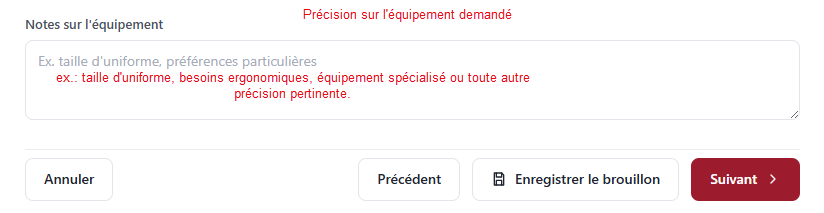 Précision sur l'équipement demandé
Notes sur l'équipement
Ex. taille d'uniforme, préférences particulières
ex.: taille d'uniforme, besoins ergonomiques, équipement spécialisé ou toute autre
précision pertinente.
Annuler
Précédent
Enregistrer le brouillon
Suivant